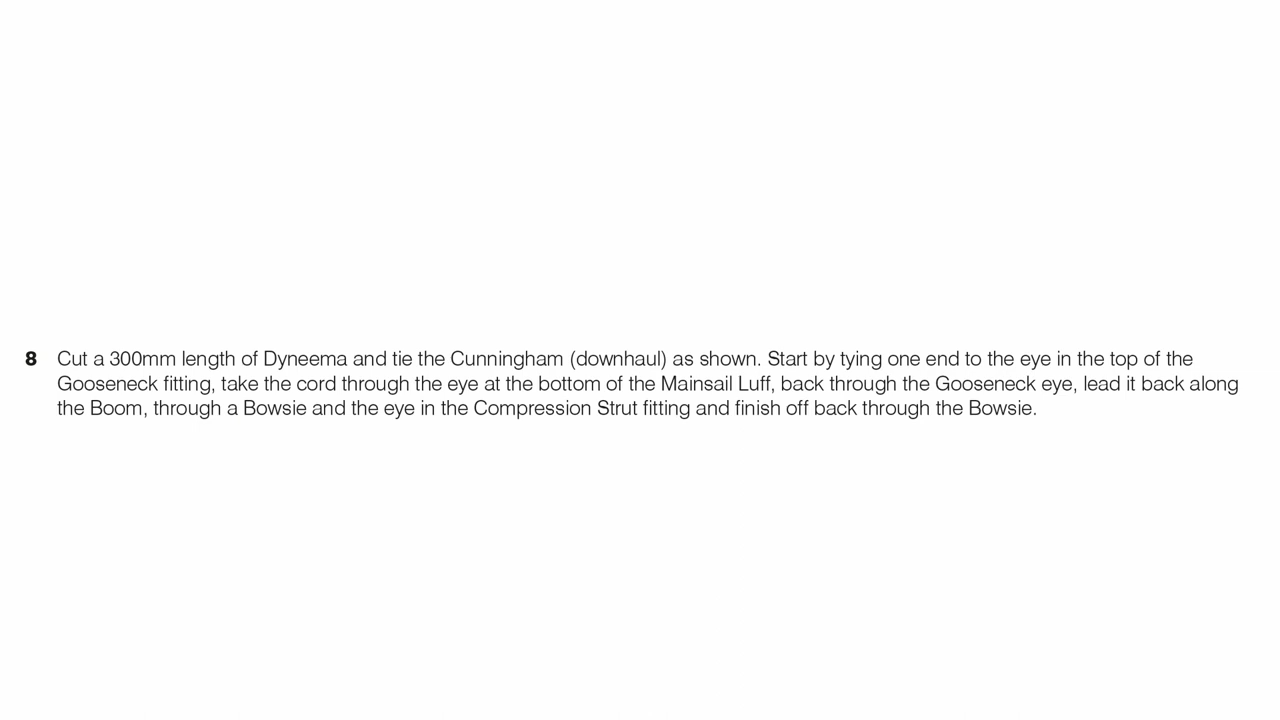 8 Cut a 300mm length of Dyneema and tie the Cunningham (downhaul) as shown. Start by tying one end to the eye in the top of the
Gooseneck fitting, take the cord through the eye at the bottom of the Mainsail Luff, back through the Gooseneck eye, lead it back along
the Boom, through a Bowsie and the eye in the Compression Strut fitting and finish off back through the Bowsie.